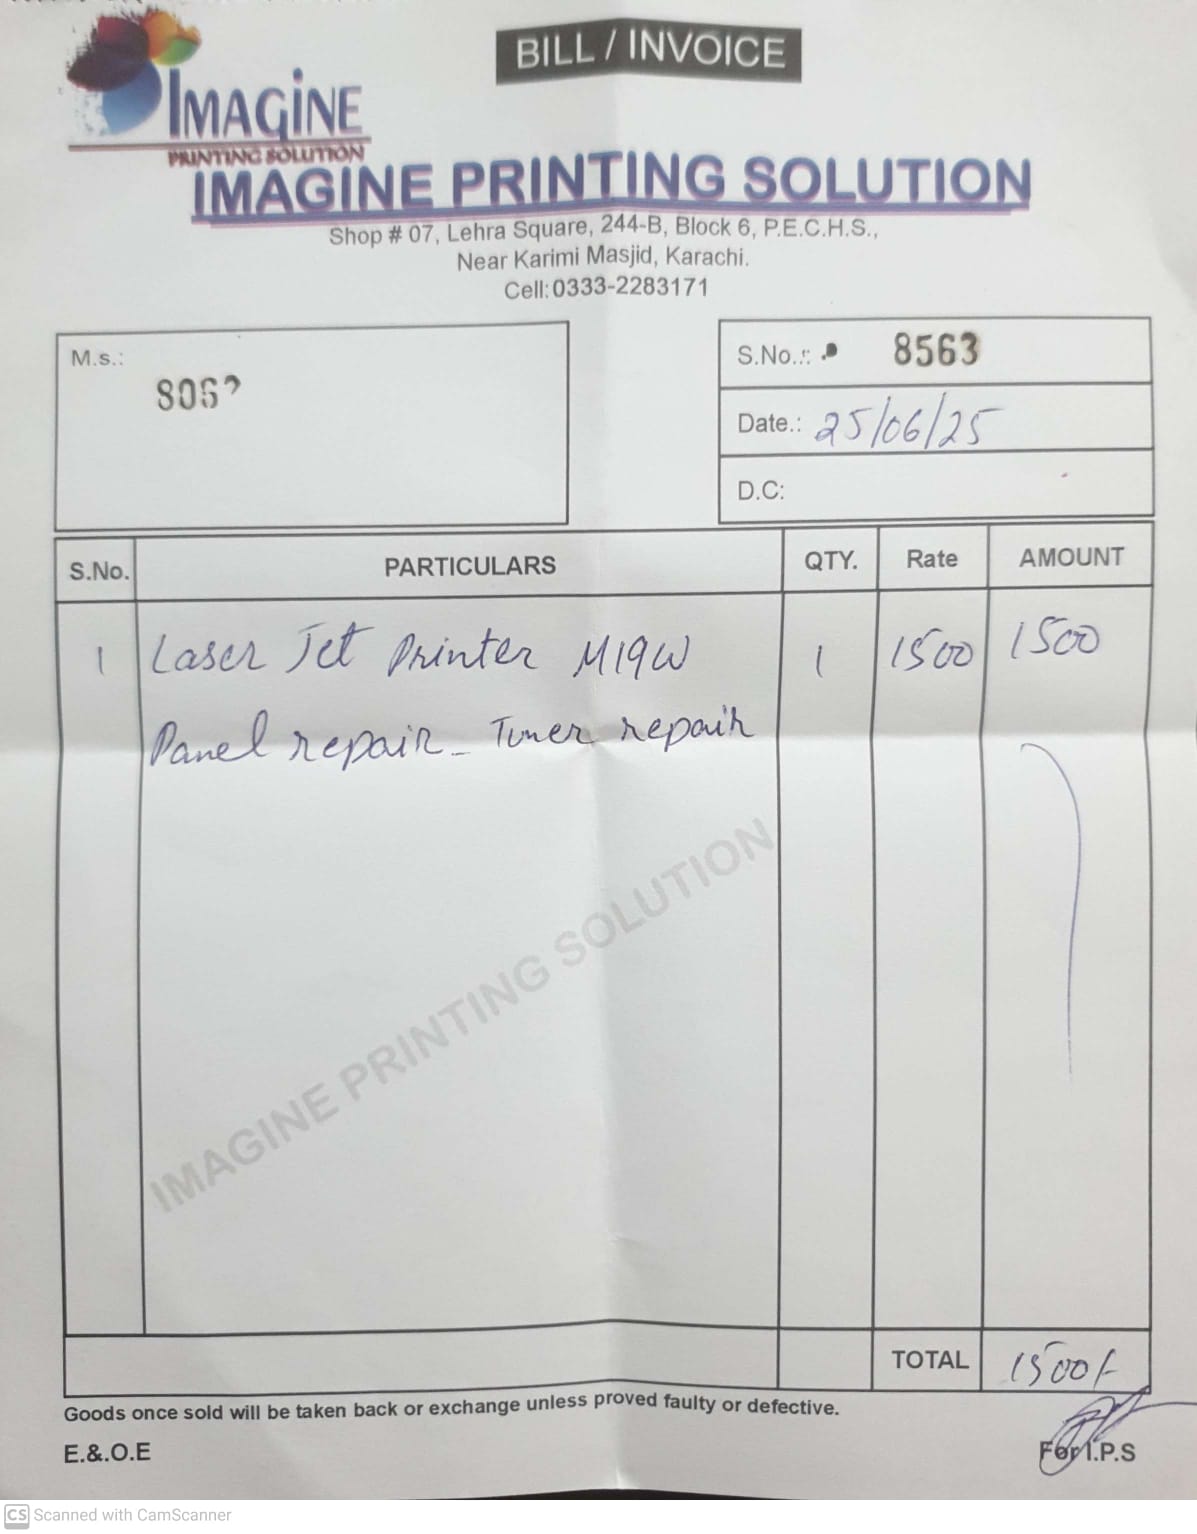 BILL / INVOICE
IMAGINE
PRINTING SOLUTION
IMAGINE PRINTING SOLUTION
Shop # 07, Lehra Square, 244-B, Block 6, P.E.C.H.S.,
Near Karimi Masjid, Karachi.
Cell: 0333-2283171
M.s.:
S.No.: 8563
Date.: 25/06/25
D.C:
S.No. PARTICULARS QTY. Rate AMOUNT
1 Laser Jet Printer M19W 1 1500 1500
Panel repair - Tuner repair
IMAGINE PRINTING SOLUTION
TOTAL 1500/-
Goods once sold will be taken back or exchange unless proved faulty or defective.
E.&.O.E
For I.P.S
CS Scanned with CamScanner